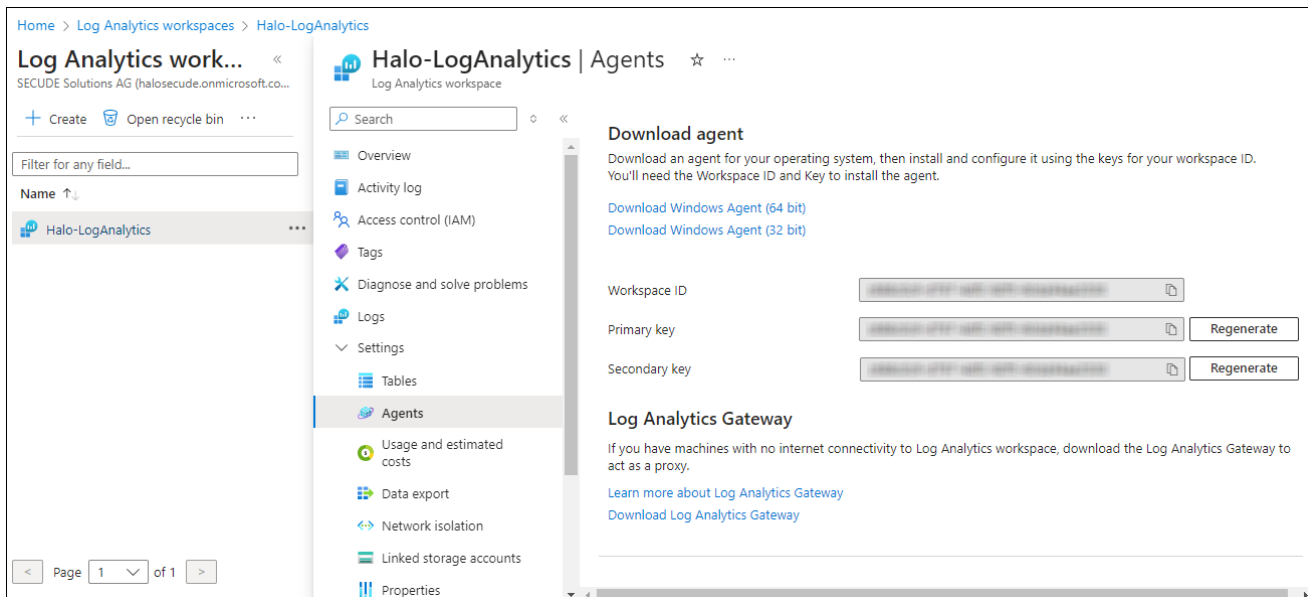 Home > Log Analytics workspaces > Halo-LogAnalytics
Log Analytics work...
SECUDE Solutions AG (halosecude.onmicrosoft.co...
Create Open recycle bin ...
Filter for any field...
Name
Halo-LogAnalytics ...
Page 1 of 1
Halo-LogAnalytics | Agents ...
Log Analytics workspace
Search
Overview
Activity log
Access control (IAM)
Tags
Diagnose and solve problems
Logs
Settings
Tables
Agents
Usage and estimated
costs
Data export
Network isolation
Linked storage accounts
Properties
Download agent
Download an agent for your operating system, then install and configure it using the keys for your workspace ID.
You'll need the Workspace ID and Key to install the agent.
Download Windows Agent (64 bit)
Download Windows Agent (32 bit)
Workspace ID
Primary key Regenerate
Secondary key Regenerate
Log Analytics Gateway
If you have machines with no internet connectivity to Log Analytics workspace, download the Log Analytics Gateway to
act as a proxy.
Learn more about Log Analytics Gateway
Download Log Analytics Gateway